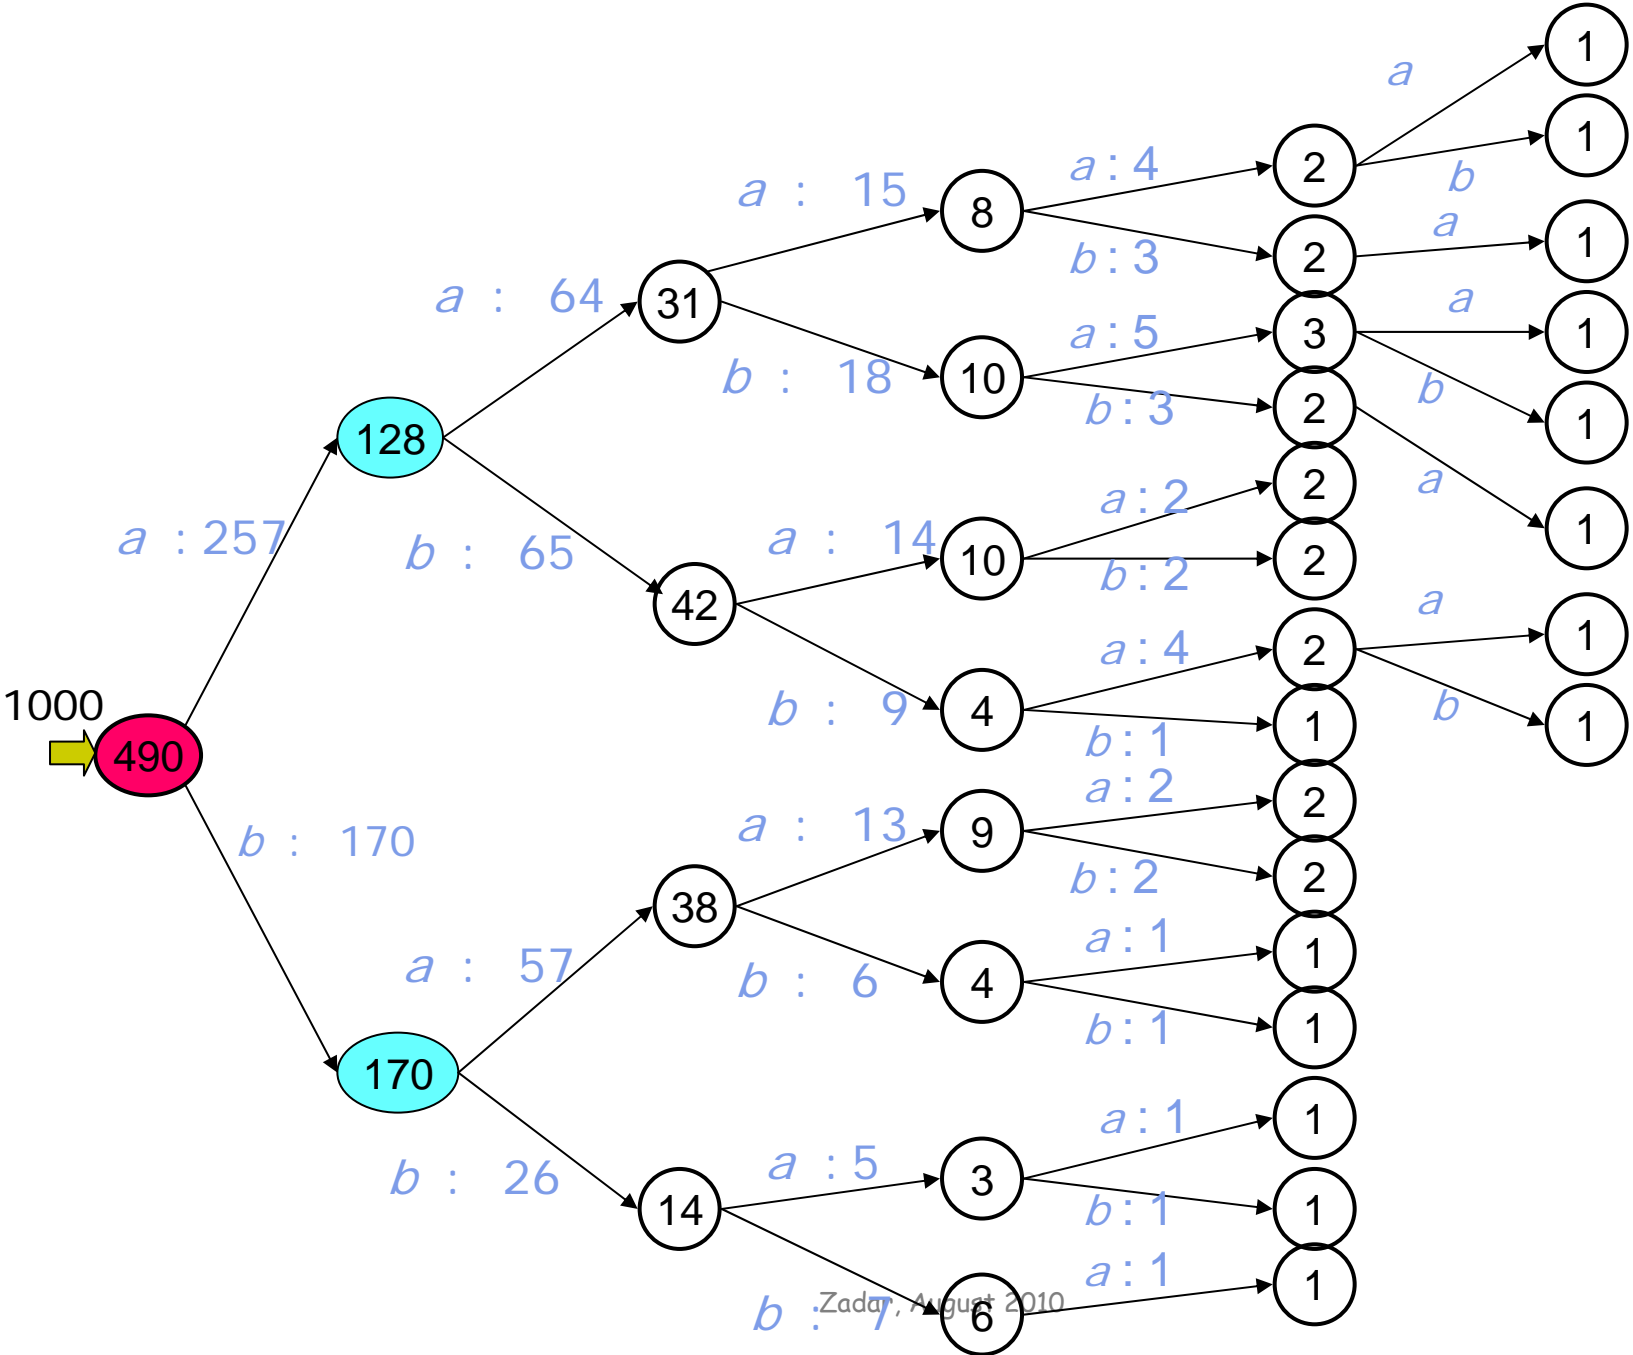 1000
490
a : 257
b : 170
128
170
a : 64
b : 65
a : 57
b : 26
31
42
38
14
a : 15
b : 18
a : 14
b : 9
a : 13
b : 6
a : 5
b : 7
8
10
10
4
9
4
3
6
a : 4
b : 3
a : 5
b : 3
a : 2
b : 2
a : 4
b : 1
a : 2
b : 2
a : 1
b : 1
a : 1
b : 1
a : 1
2
2
3
2
2
2
2
1
2
2
1
1
1
1
1
a
b
a
a
b
a
a
b
1
1
1
1
1
1
1
1
Zadar, August 2010